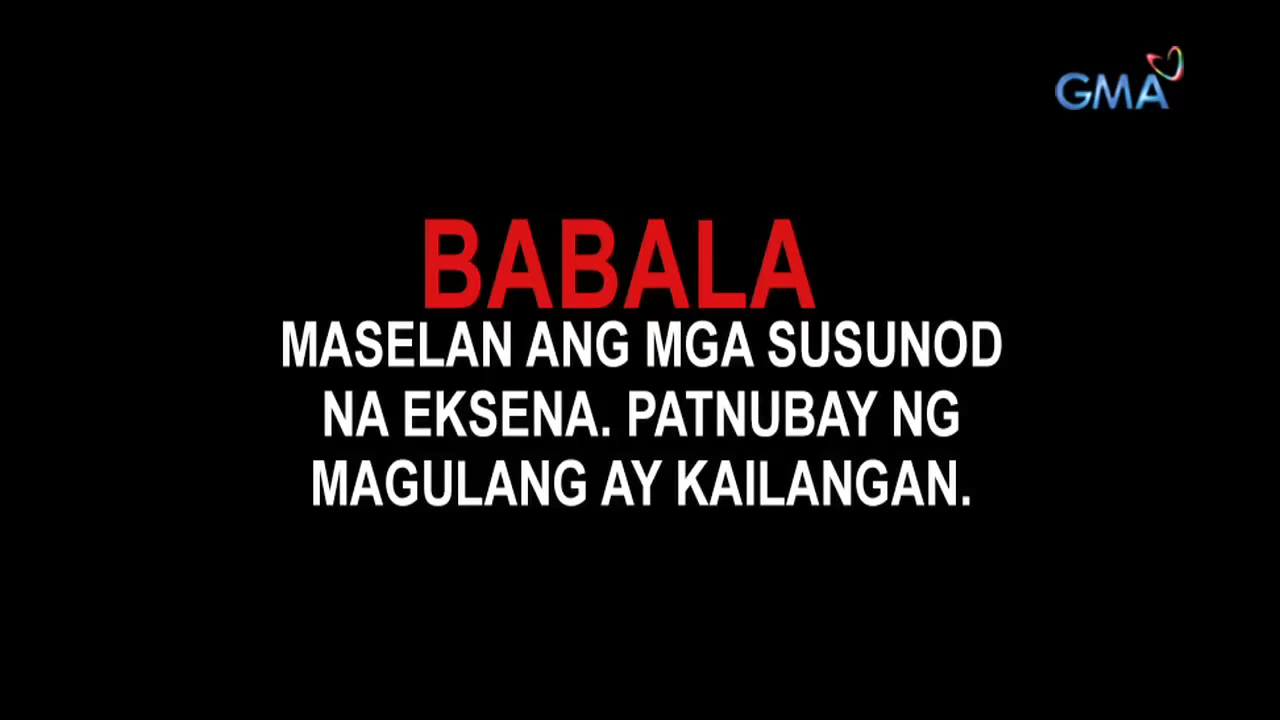 GMA
BABALA
MASELAN ANG MGA SUSUNOD
NA EKSENA. PATNUBAY NG
MAGULANG AY KAILANGAN.